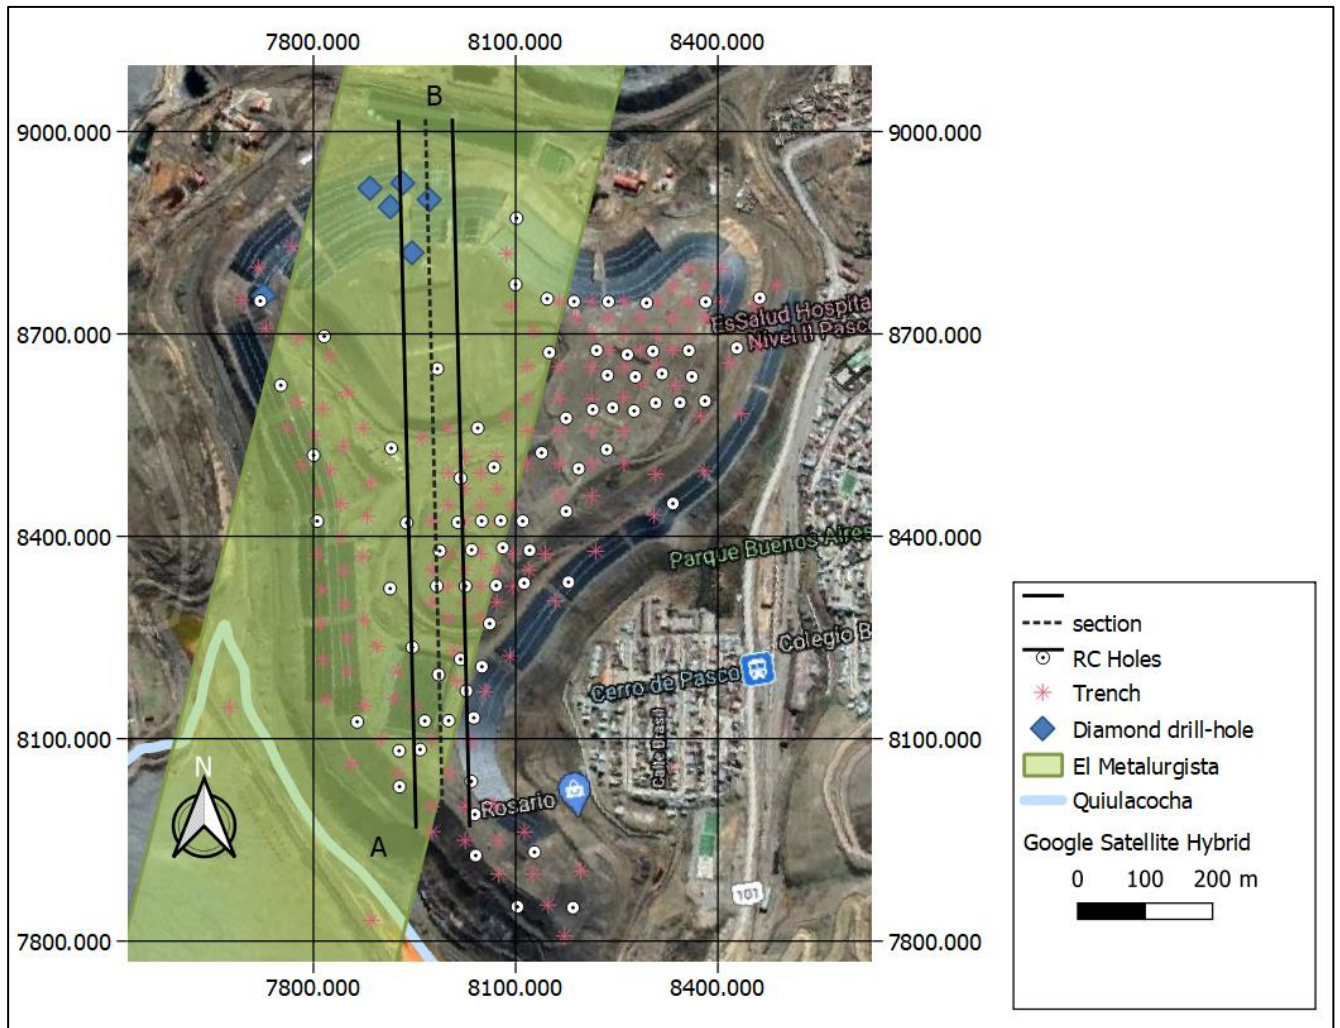 7800.000 8100.000 8400.000
B
9000.000 9000.000
8700.000 8700.000
EsSalud Hospital
Nivel II Pasco
8400.000 8400.000
Parque Buenos Aires
Colegio B
Cerro de Pasco
Calle Brasil
8100.000 8100.000
N
Rosario
A
101
7800.000 7800.000
7800.000 8100.000 8400.000
section
RC Holes
Trench
Diamond drill-hole
El Metalurgista
Quiulacocha
Google Satellite Hybrid
0 100 200 m